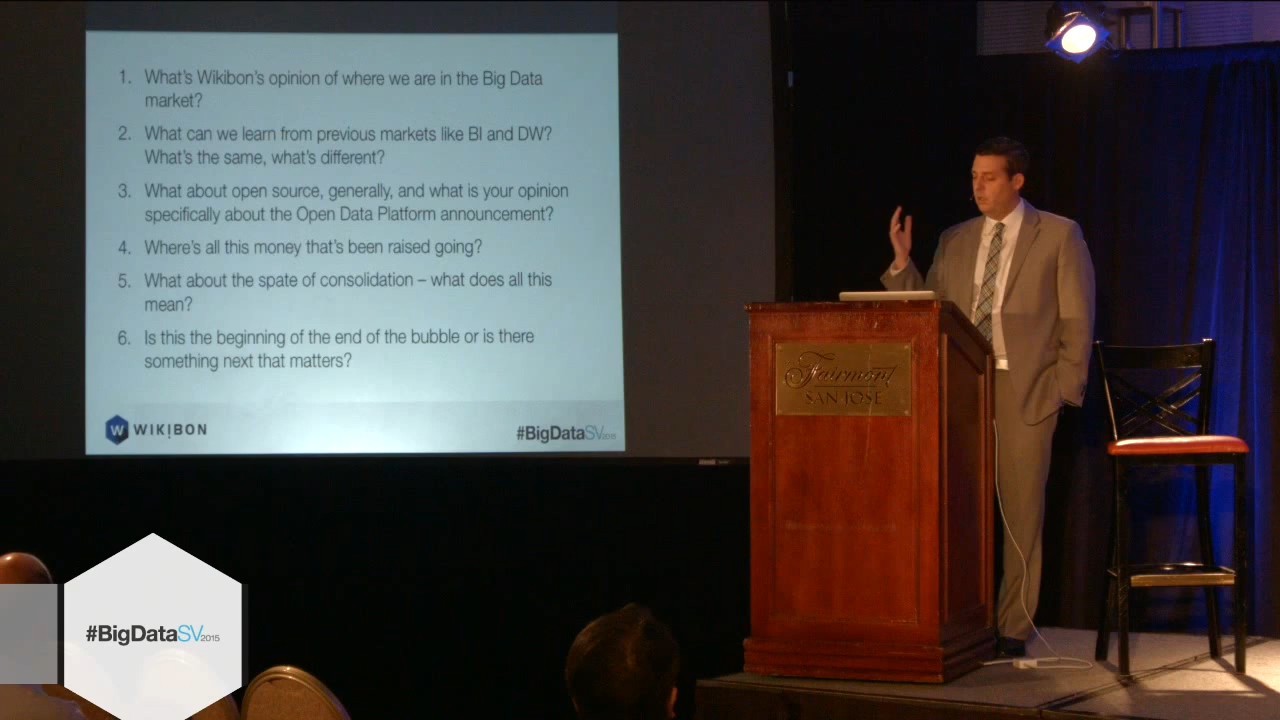 1. What's Wikibon's opinion of where we are in the Big Data
market?
2. What can we learn from previous markets like BI and DW?
What's the same, what's different?
3. What about open source, generally, and what is your opinion
specifically about the Open Data Platform announcement?
4. Where's all this money that's been raised going?
5. What about the spate of consolidation – what does all this
mean?
6. Is this the beginning of the end of the bubble or is there
something next that matters?
W WIK!BON
#BigDataSV2015
Fairmont
SAN JOSE
#BigDataSV2015